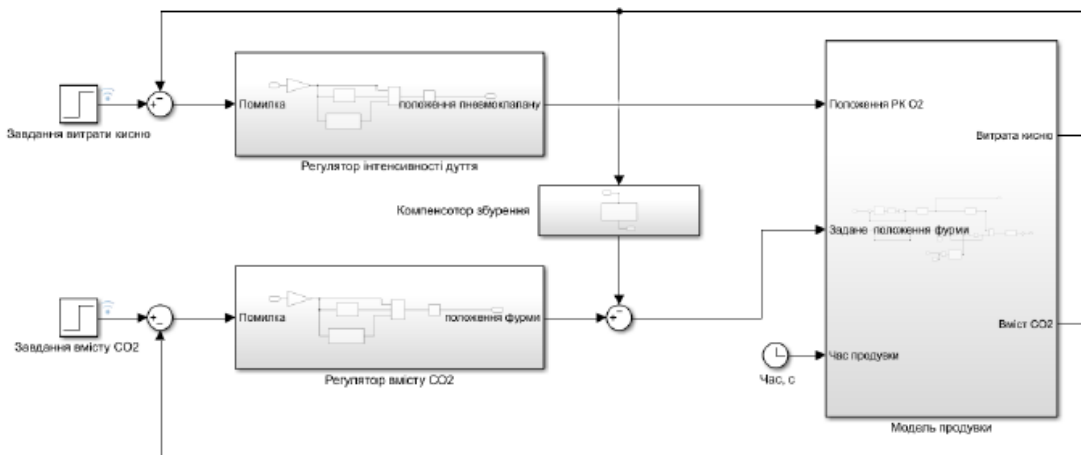 Помилка
положення пневмоклапану
Завдання витрати кисню
Регулятор інтенсивності дуття
Компенсотор збурення
Положення РК О2
Витрата кисню
Задане положення фурми
Помилка
положення фурми
Завдання вмісту СО2
Регулятор вмісту СО2
Вміст СО2
Час продувки
Час, с
Модель продувки